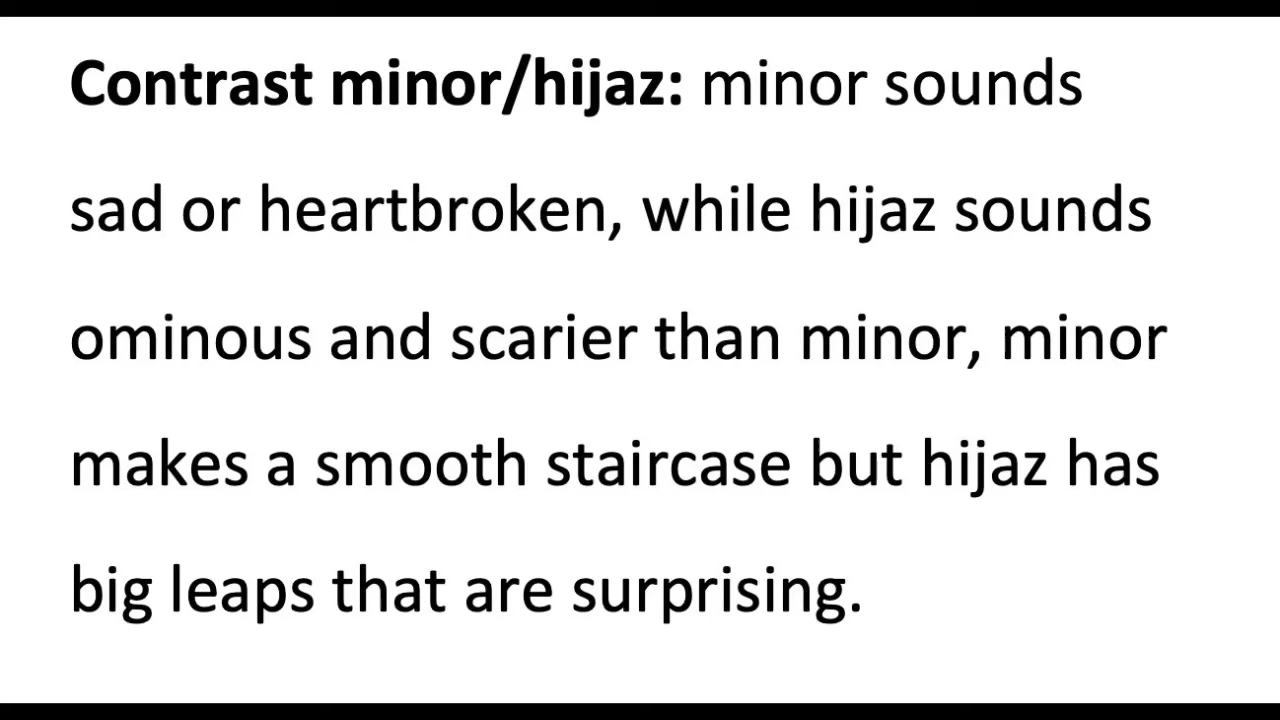 Contrast minor/hijaz: minor sounds
sad or heartbroken, while hijaz sounds
ominous and scarier than minor, minor
makes a smooth staircase but hijaz has
big leaps that are surprising.